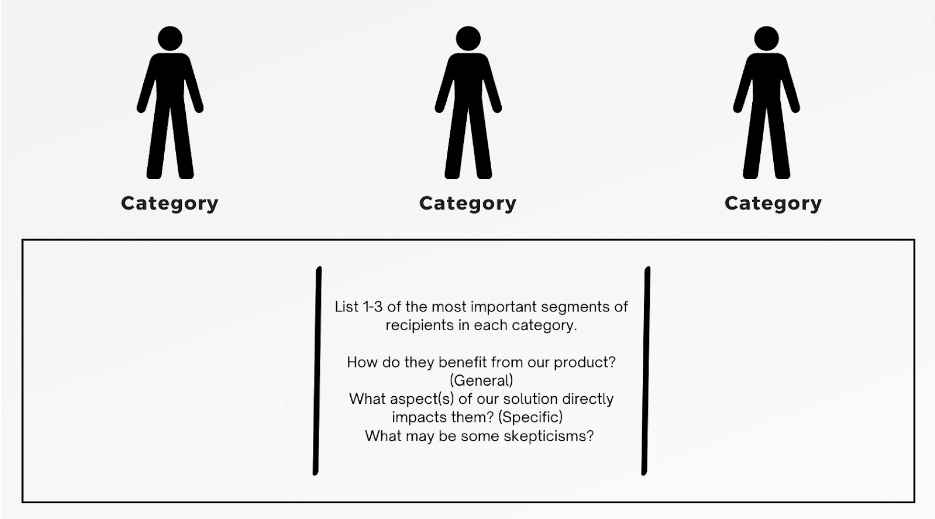 Category
Category
Category
List 1-3 of the most important segments of
recipients in each category.
How do they benefit from our product?
(General)
What aspect(s) of our solution directly
impacts them? (Specific)
What may be some skepticisms?